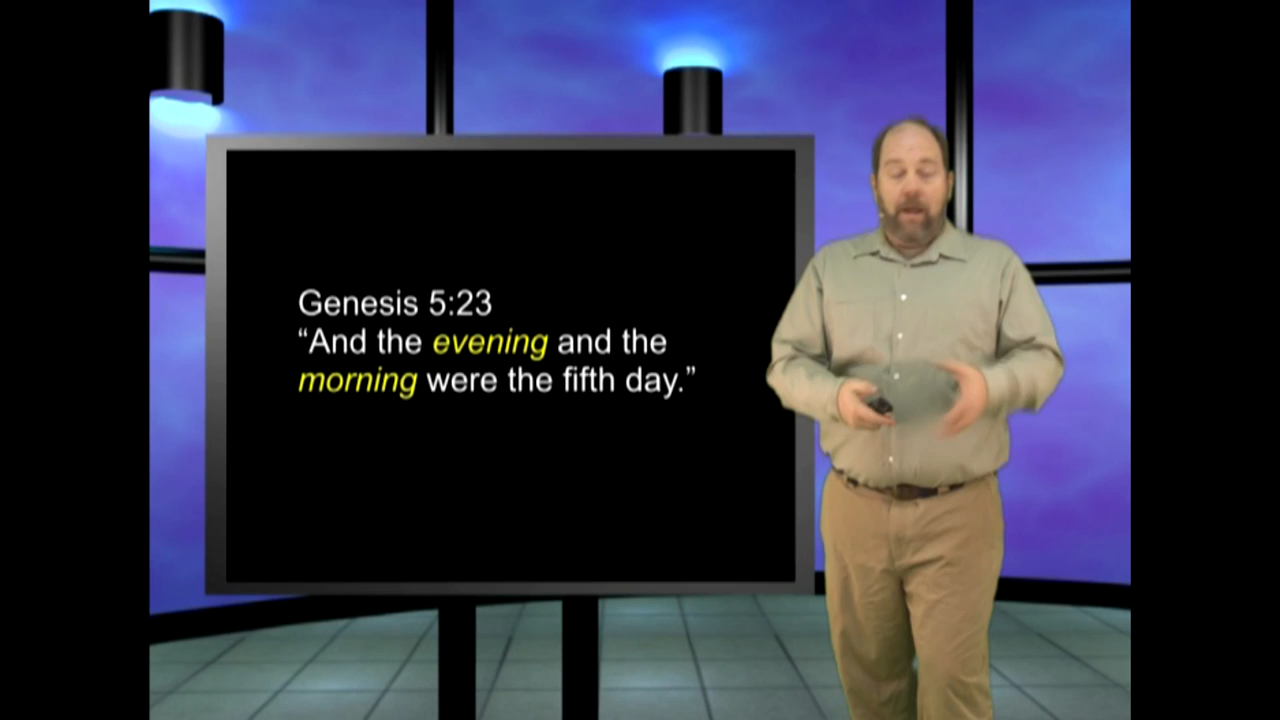 Genesis 5:23
“And the evening and the
morning were the fifth day.”